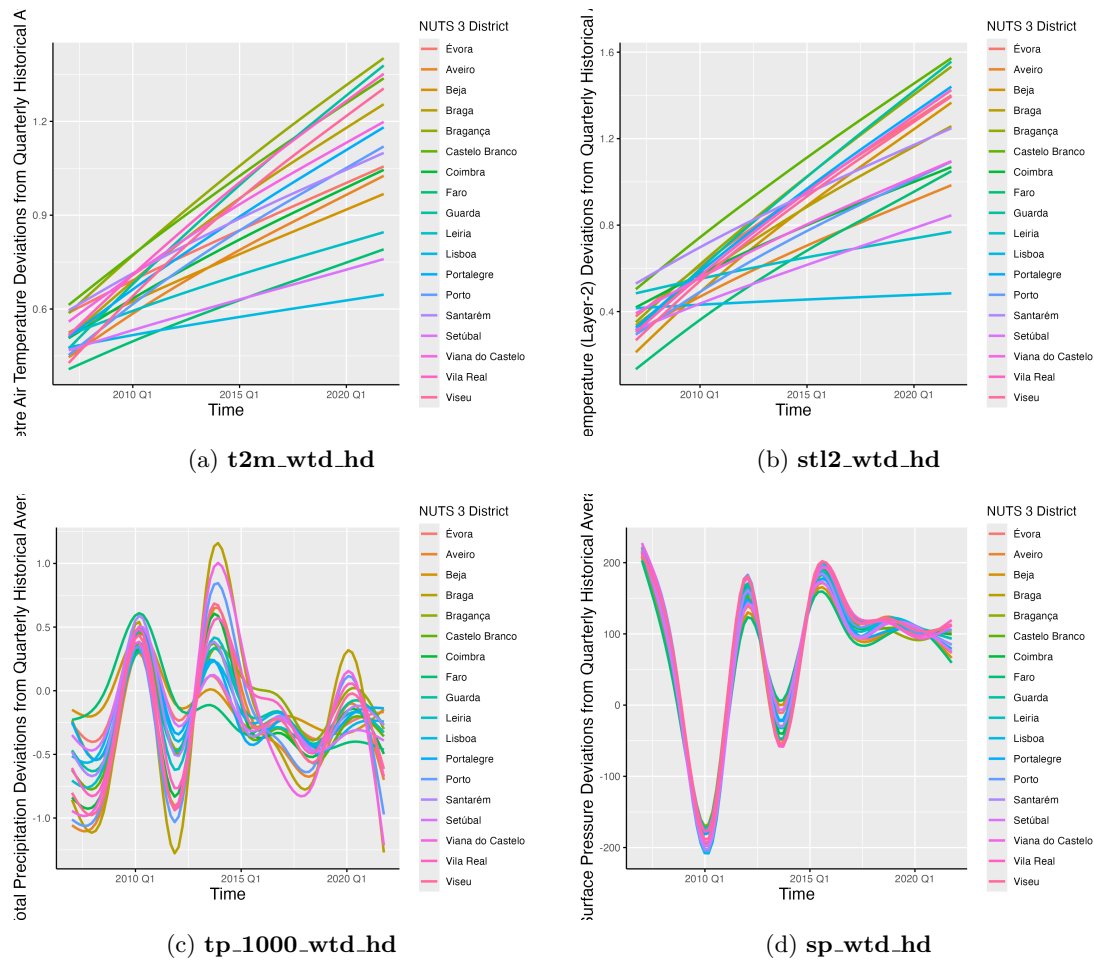 etre Air Temperature Deviations from Quarterly Historical A
1.2
0.9
0.6
2010 Q1
2015 Q1
2020 Q1
Time
NUTS 3 District
Évora
Aveiro
Beja
Braga
Bragança
Castelo Branco
Coimbra
Faro
Guarda
Leiria
Lisboa
Portalegre
Porto
Santarém
Setúbal
Viana do Castelo
Vila Real
Viseu
(a) t2m_wtd_hd
emperature (Layer-2) Deviations from Quarterly Historical
1.6
1.2
0.8
0.4
2010 Q1
2015 Q1
2020 Q1
Time
NUTS 3 District
Évora
Aveiro
Beja
Braga
Bragança
Castelo Branco
Coimbra
Faro
Guarda
Leiria
Lisboa
Portalegre
Porto
Santarém
Setúbal
Viana do Castelo
Vila Real
Viseu
(b) stl2_wtd_hd
otal Precipitation Deviations from Quarterly Historical Aver
1.0
0.5
0.0
-0.5
-1.0
2010 Q1
2015 Q1
2020 Q1
Time
NUTS 3 District
Évora
Aveiro
Beja
Braga
Bragança
Castelo Branco
Coimbra
Faro
Guarda
Leiria
Lisboa
Portalegre
Porto
Santarém
Setúbal
Viana do Castelo
Vila Real
Viseu
(c) tp_1000_wtd_hd
Surface Pressure Deviations from Quarterly Historical Avera
200
100
0
-100
-200
2010 Q1
2015 Q1
2020 Q1
Time
NUTS 3 District
Évora
Aveiro
Beja
Braga
Bragança
Castelo Branco
Coimbra
Faro
Guarda
Leiria
Lisboa
Portalegre
Porto
Santarém
Setúbal
Viana do Castelo
Vila Real
Viseu
(d) sp_wtd_hd